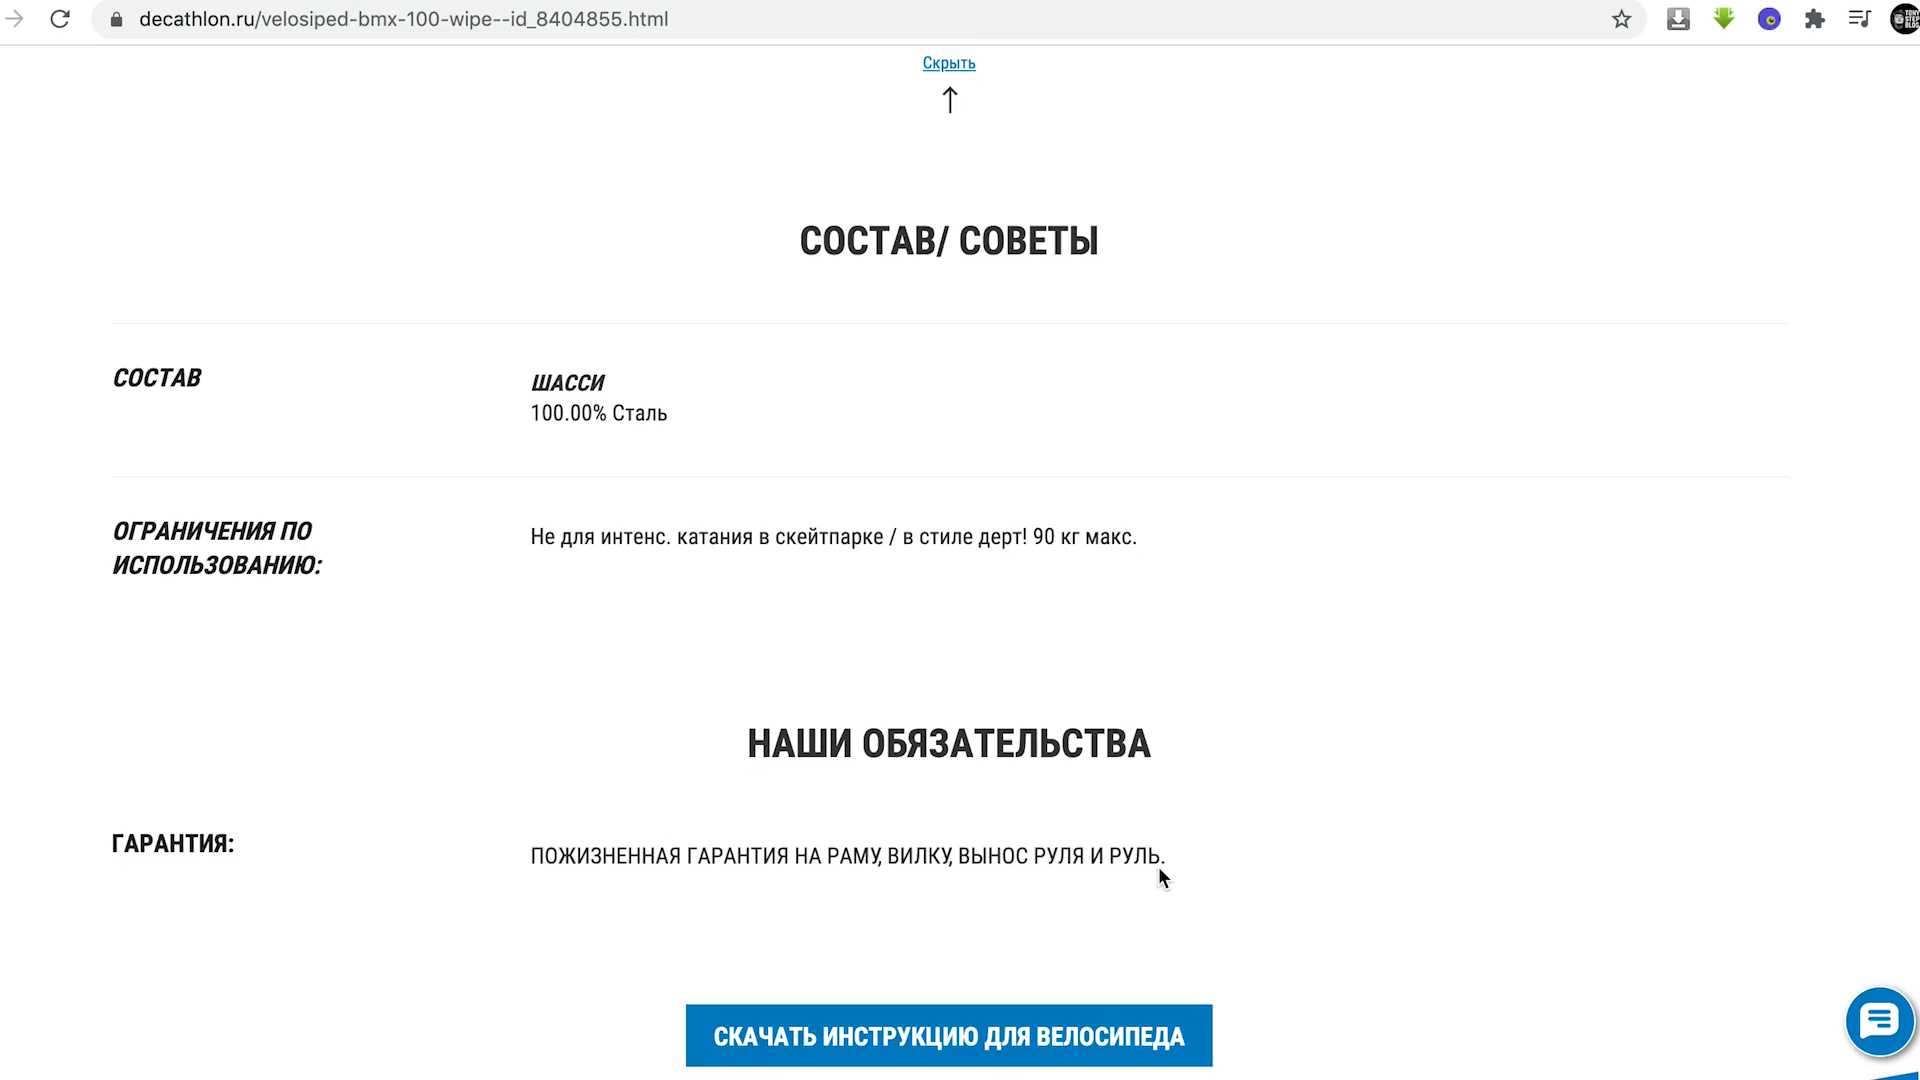 decathlon.ru/velosiped-bmx-100-wipe--id_8404855.html
Скрыть
СОСТАВ/ СОВЕТЫ
СОСТАВ
ШАССИ
100.00% Сталь
ОГРАНИЧЕНИЯ ПО
ИСПОЛЬЗОВАНИЮ:
Не для интенс. катания в скейтпарке / в стиле дерт! 90 кг макс.
НАШИ ОБЯЗАТЕЛЬСТВА
ГАРАНТИЯ:
ПОЖИЗНЕННАЯ ГАРАНТИЯ НА РАМУ, ВИЛКУ, ВЫНОС РУЛЯ И РУЛЬ.
СКАЧАТЬ ИНСТРУКЦИЮ ДЛЯ ВЕЛОСИПЕДА